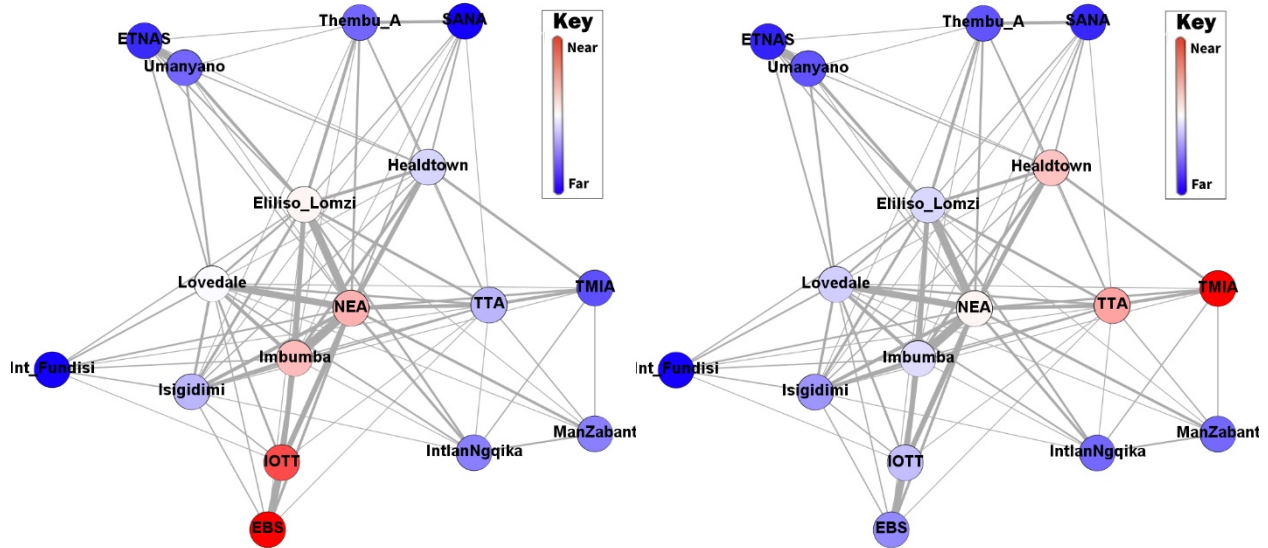 Thembu_A
SANA
Key
Near
Far
ETNAS
Umanyano
Healdtown
Eliliso_Lomzi
Lovedale
NEA
TTA
TMIA
Imbumba
Int_Fundisi
Isigidimi
ManZabant
IntlanNgqika
IOTT
EBS
Thembu_A
SANA
Key
Near
Far
ETNAS
Umanyano
Healdtown
Eliliso_Lomzi
Lovedale
NEA
TTA
TMIA
Imbumba
Int_Fundisi
Isigidimi
ManZabant
IntlanNgqika
IOTT
EBS